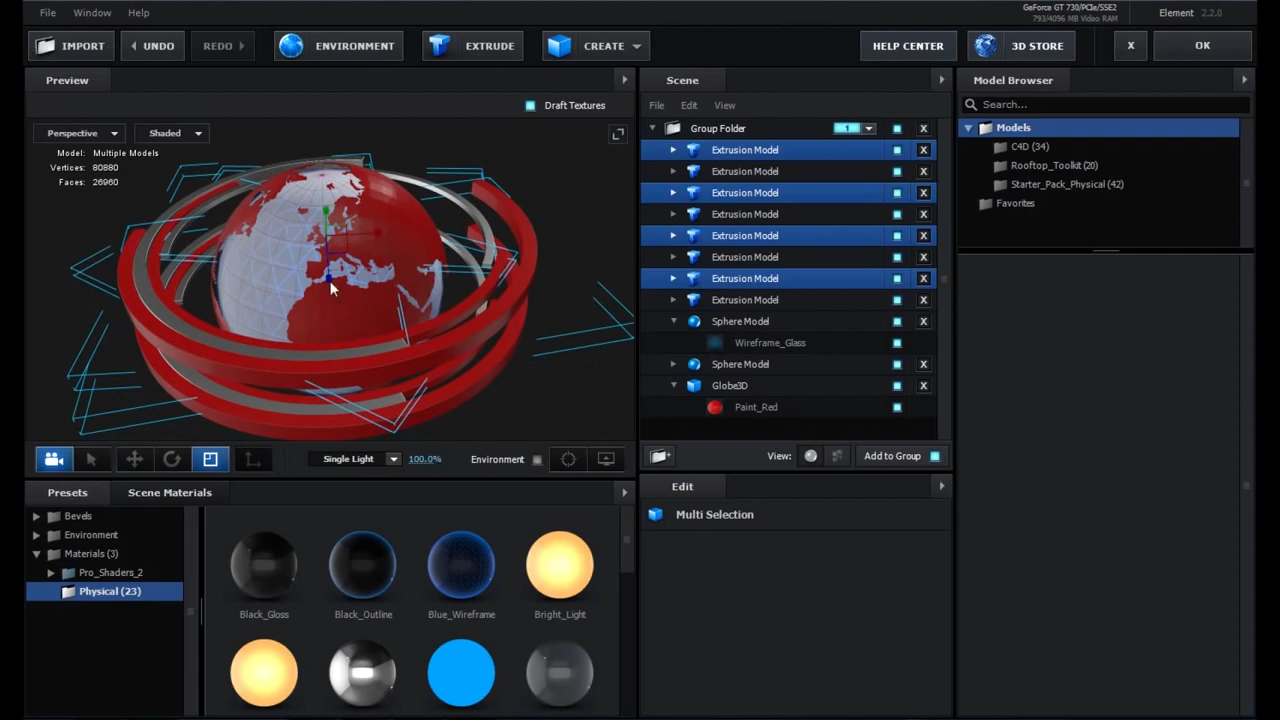 File Window Help
GeForce GT 730/PCIe/SSE2
793/4096 MB Video RAM
Element 2.2.0
IMPORT UNDO REDO ENVIRONMENT EXTRUDE CREATE HELP CENTER 3D STORE X OK
Preview
Draft Textures
Perspective Shaded
Model: Multiple Models
Vertices: 80880
Faces: 26960
Single Light 100.0% Environment
Scene
File Edit View
Group Folder 1 X
Extrusion Model X
Extrusion Model X
Extrusion Model X
Extrusion Model X
Extrusion Model X
Extrusion Model X
Extrusion Model X
Extrusion Model X
Sphere Model X
Wireframe_Glass
Sphere Model X
Globe3D X
Paint_Red
View: Add to Group
Model Browser
Search...
Models
C4D (34)
Rooftop_Toolkit (20)
Starter_Pack_Physical (42)
Favorites
Presets Scene Materials
Bevels
Environment
Materials (3)
Pro_Shaders_2
Physical (23)
Black_Gloss Black_Outline Blue_Wireframe Bright_Light
Edit
Multi Selection